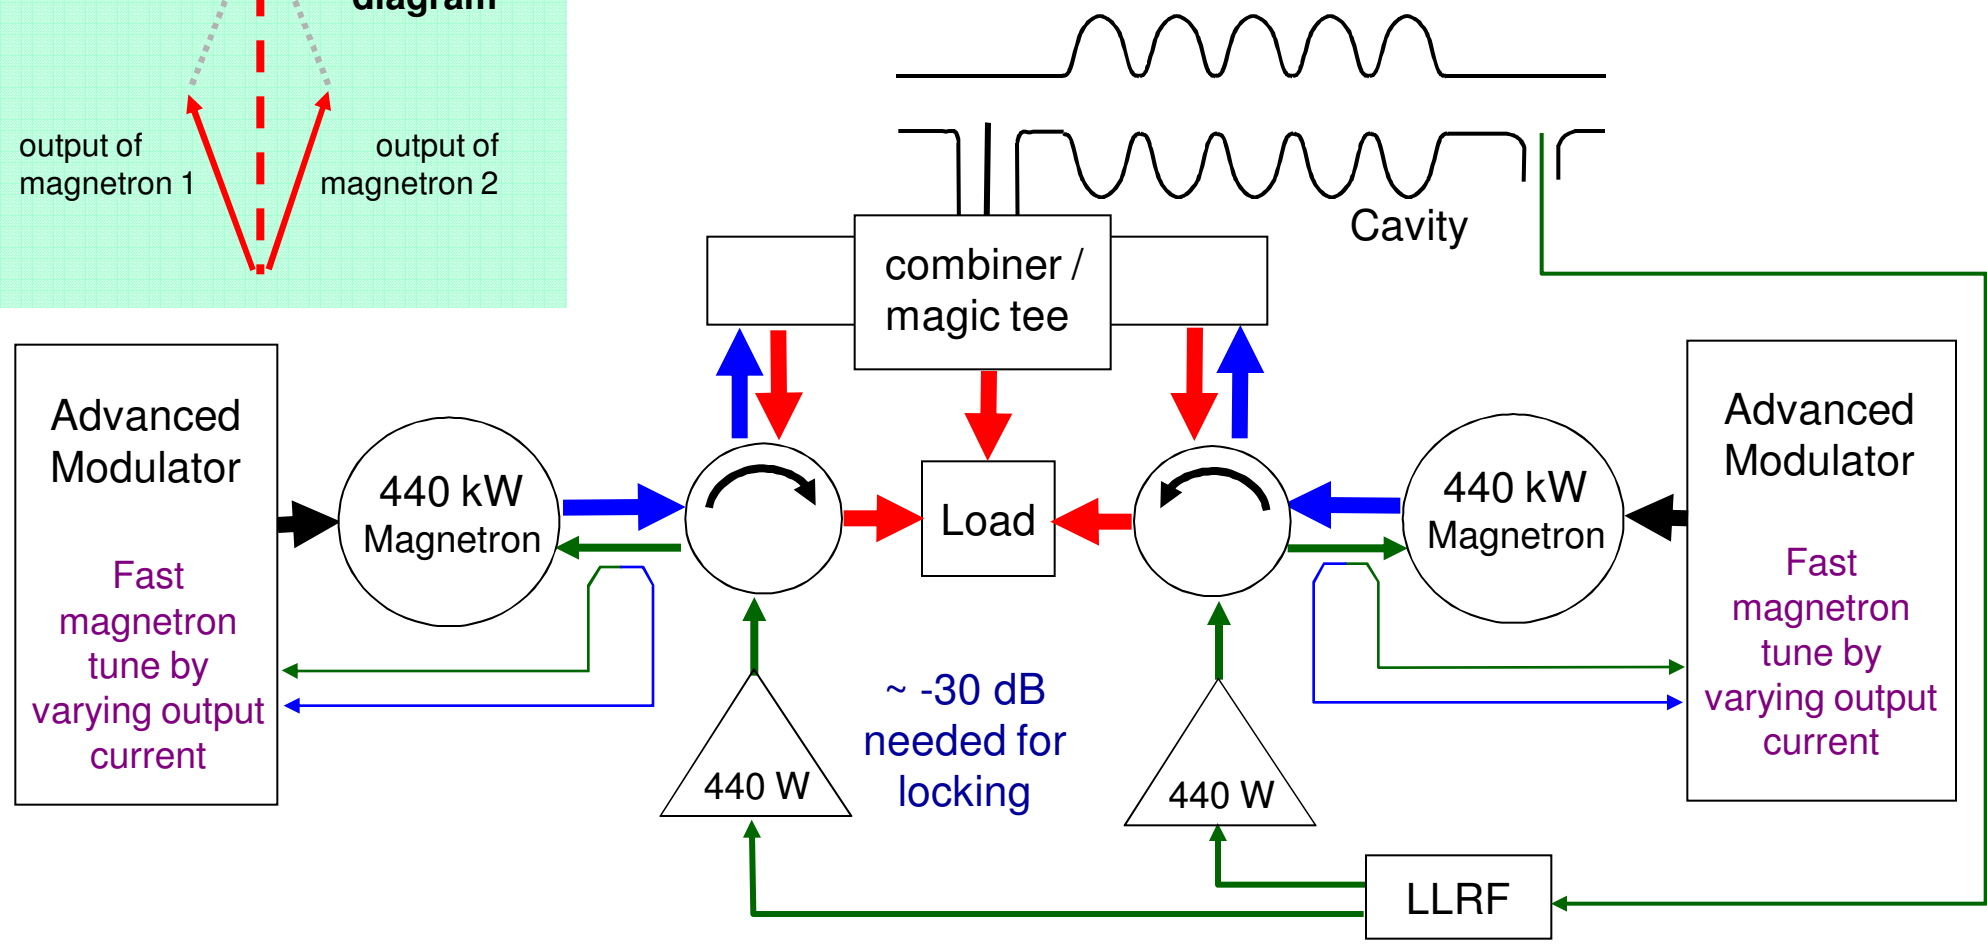 diagram
output of
magnetron 1
output of
magnetron 2
Cavity
combiner /
magic tee
Advanced
Modulator
Fast
magnetron
tune by
varying output
current
440 kW
Magnetron
Load
440 kW
Magnetron
Advanced
Modulator
Fast
magnetron
tune by
varying output
current
~ -30 dB
needed for
locking
440 W
440 W
LLRF